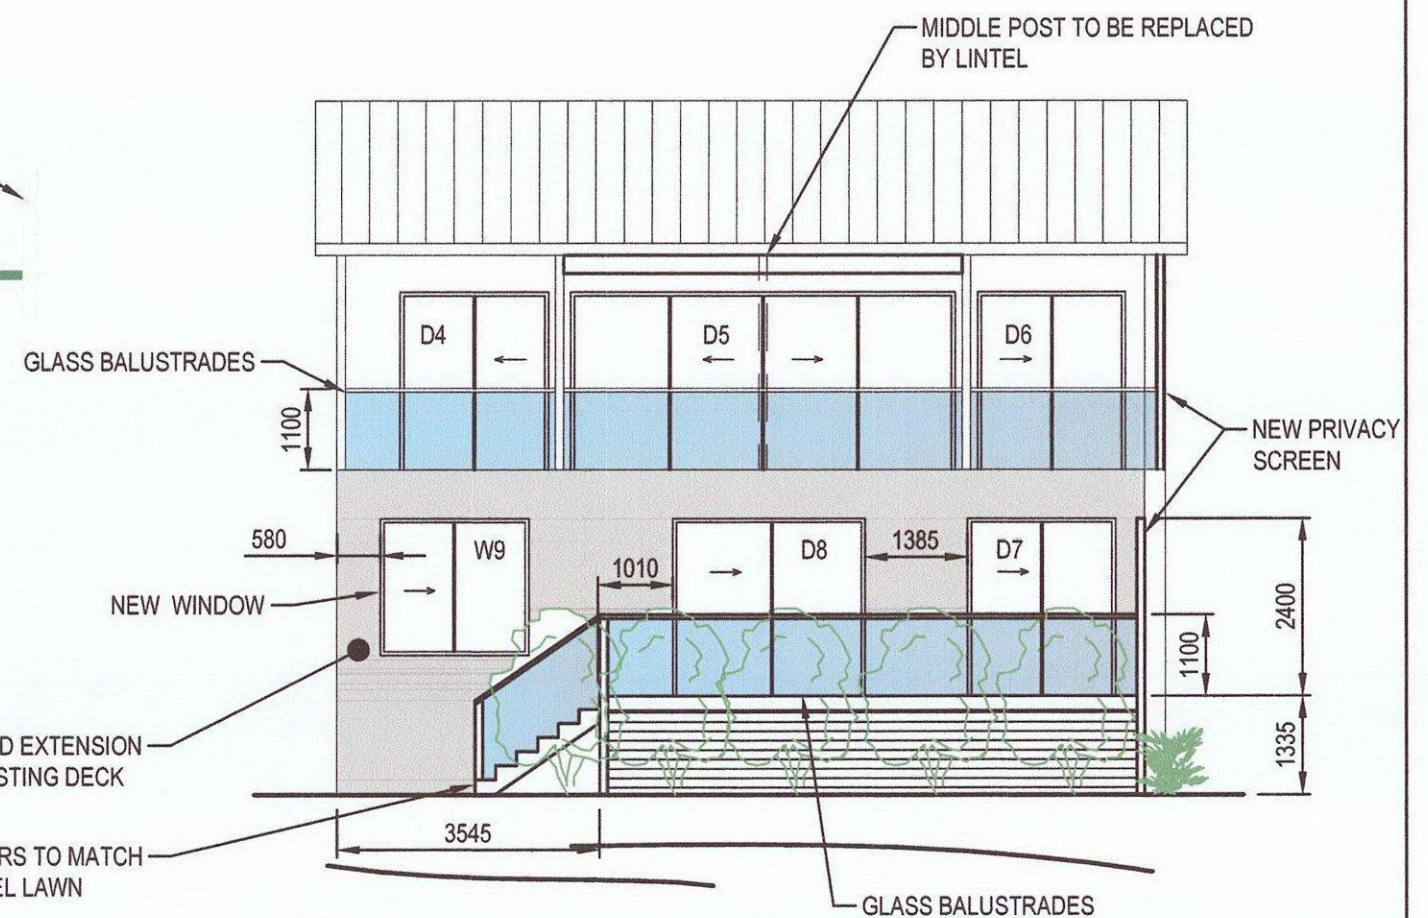 MIDDLE POST TO BE REPLACED
BY LINTEL
D4
D5
D6
GLASS BALUSTRADES
1100
NEW PRIVACY
SCREEN
580
W9
D8
1385
D7
1010
NEW WINDOW
2400
1100
1335
D EXTENSION
STING DECK
3545
RS TO MATCH
EL LAWN
GLASS BALUSTRADES